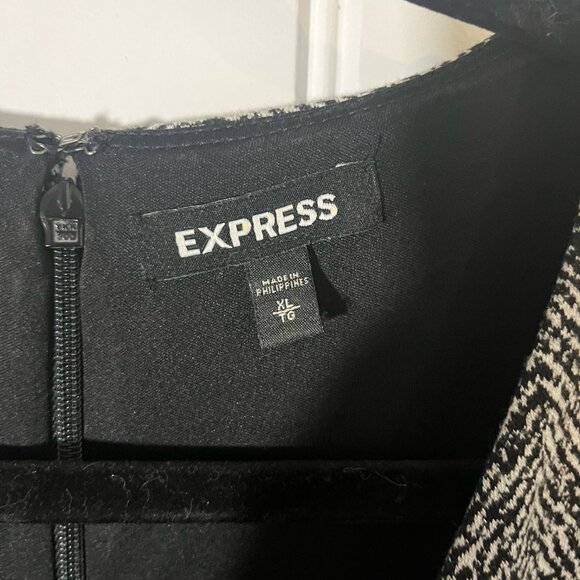 EXPRESS
MADE IN
PHILIPPINES
XL
TG